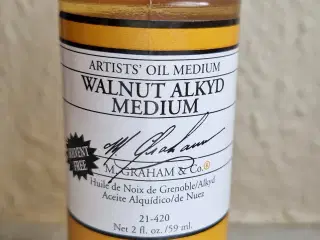 ARTISTS' OIL MEDIUM
WALNUT ALKYD
MEDIUM
M. Graham
SOLVENT
FREE
M. GRAHAM & Co.®
Huile de Noix de Grenoble/Alkyd
Aceite Alquídico/de Nuez
21-420
Net 2 fl. oz./59 ml.